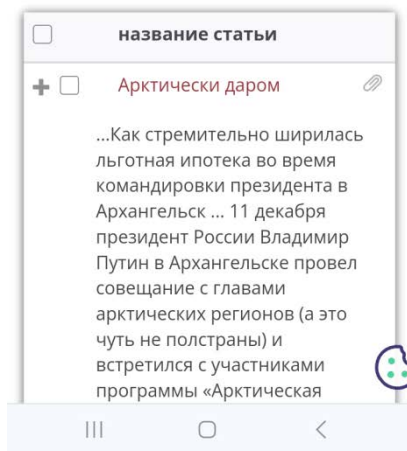 название статьи
Арктически даром
...Как стремительно ширилась
льготная ипотека во время
командировки президента в
Архангельск ... 11 декабря
президент России Владимир
Путин в Архангельске провел
совещание с главами
арктических регионов (а это
чуть не полстраны) и
встретился с участниками
программы «Арктическая